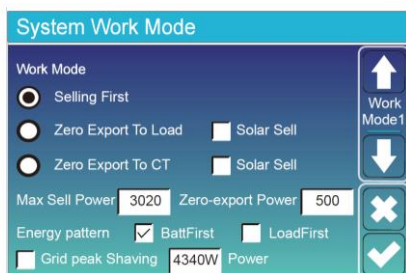 System Work Mode
Work Mode
Selling First
Work
Mode1
Zero Export To Load Solar Sell
Zero Export To CT Solar Sell
Max Sell Power 3020 Zero-export Power 500
Energy pattern BattFirst LoadFirst
Grid peak Shaving 4340W Power